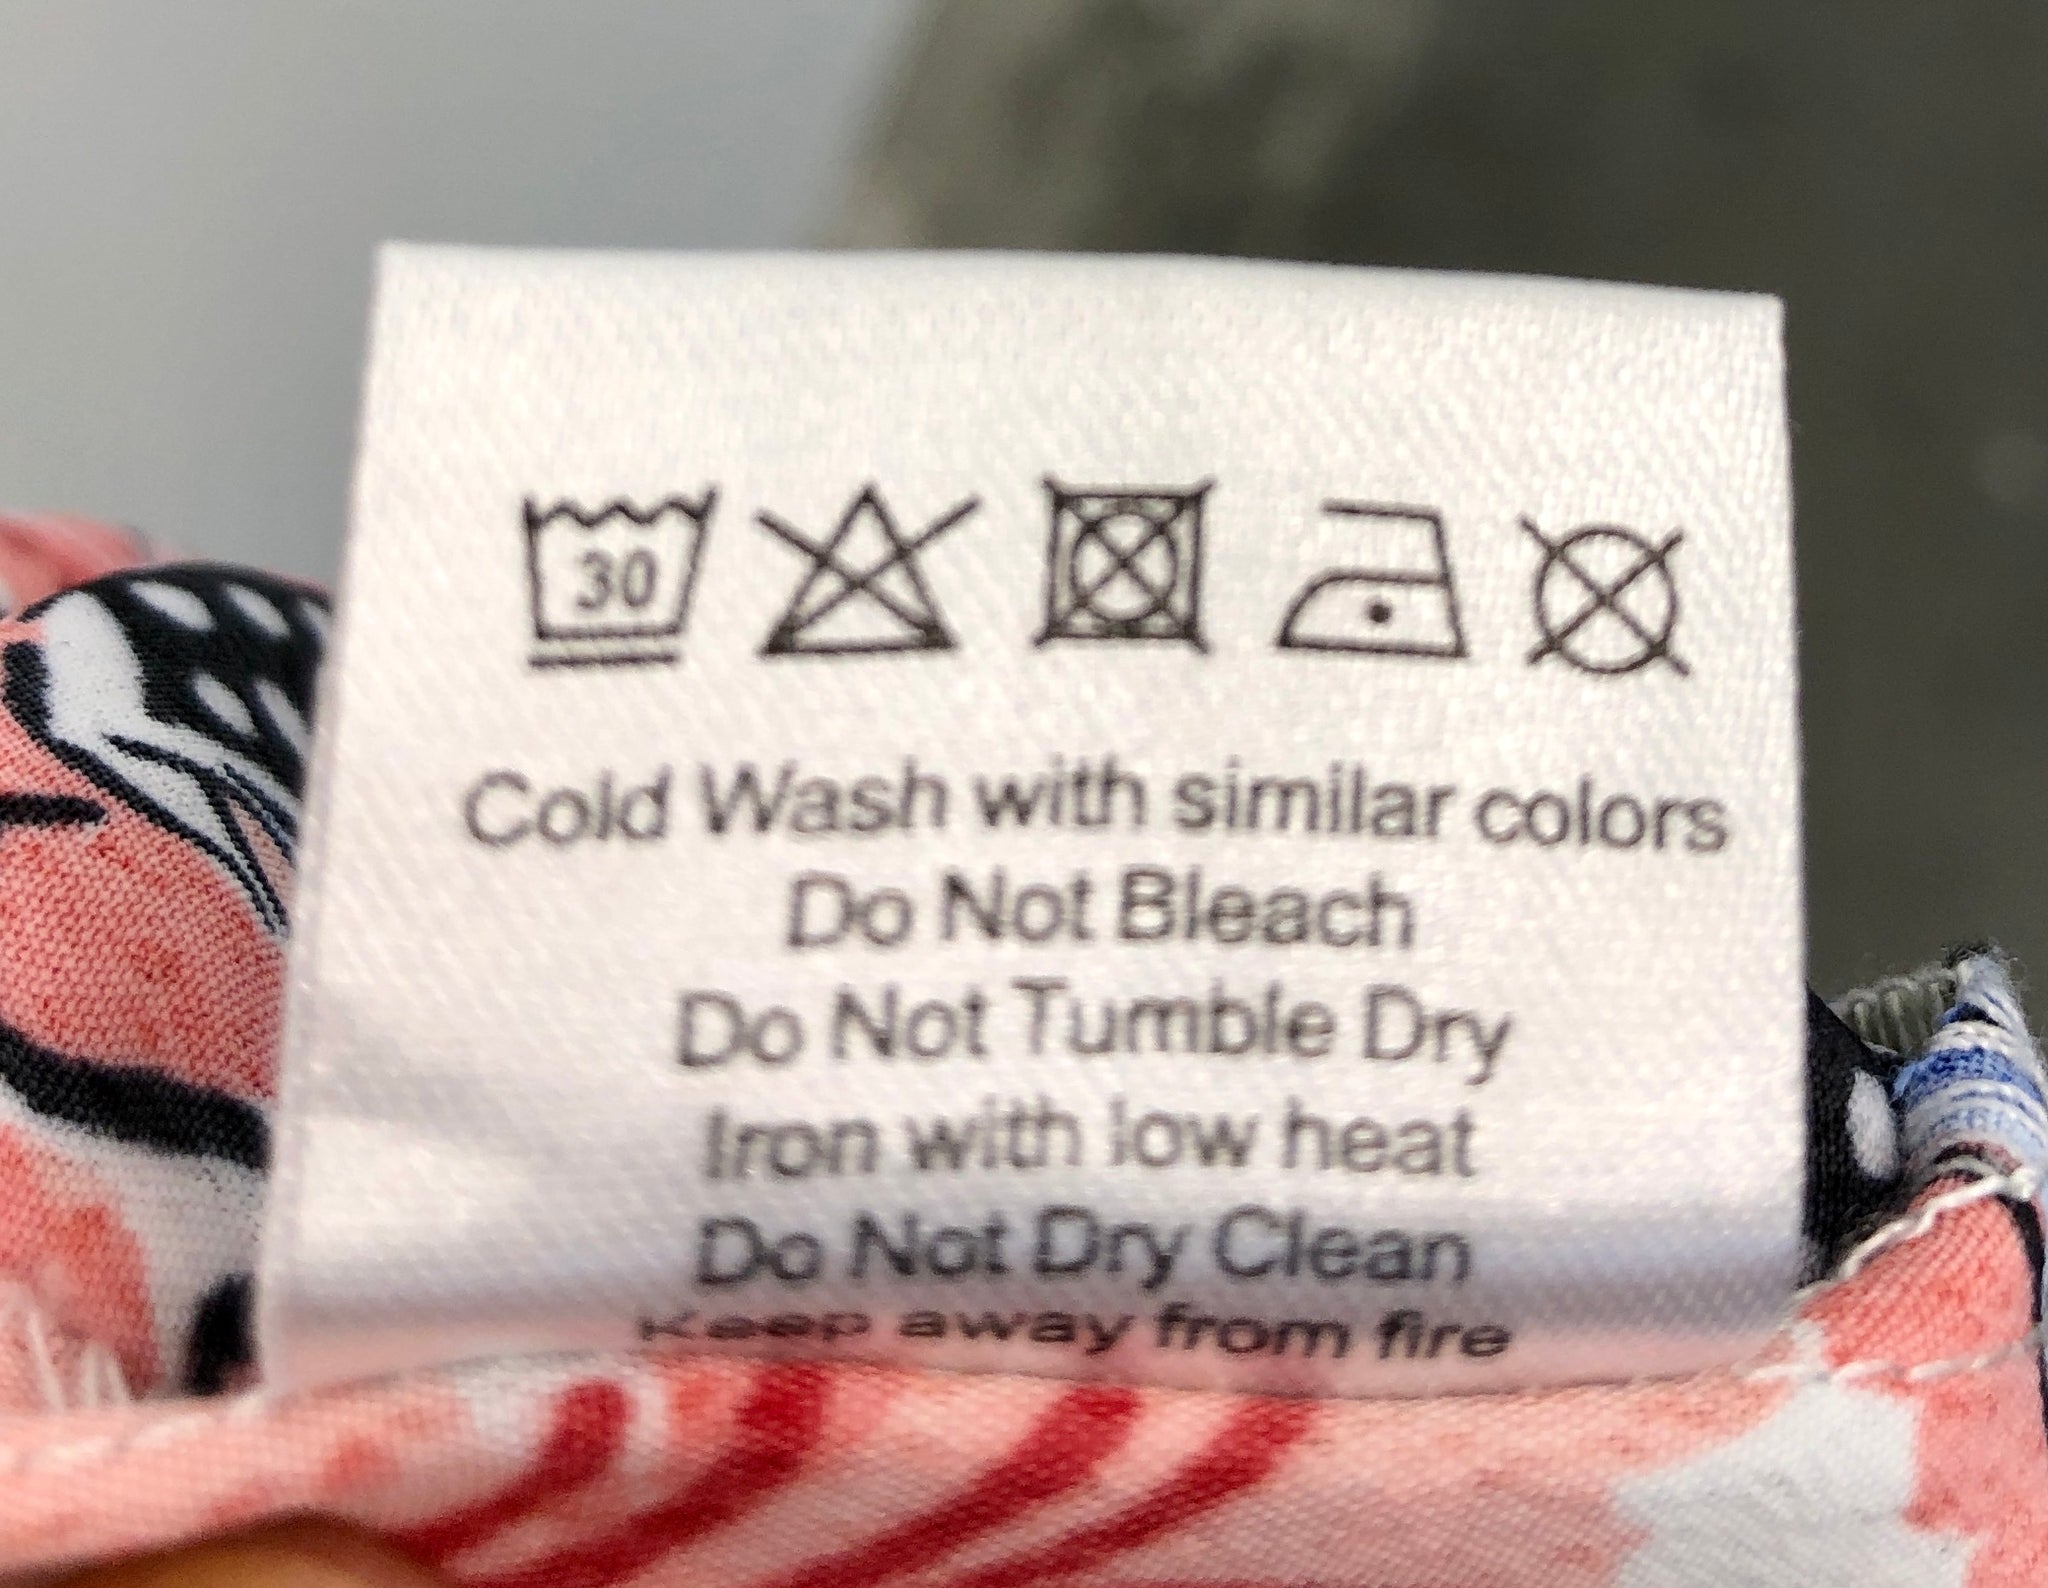 30
Cold Wash with similar colors
Do Not Bleach
Do Not Tumble Dry
Iron with low heat
Do Not Dry Clean
Keep away from fire